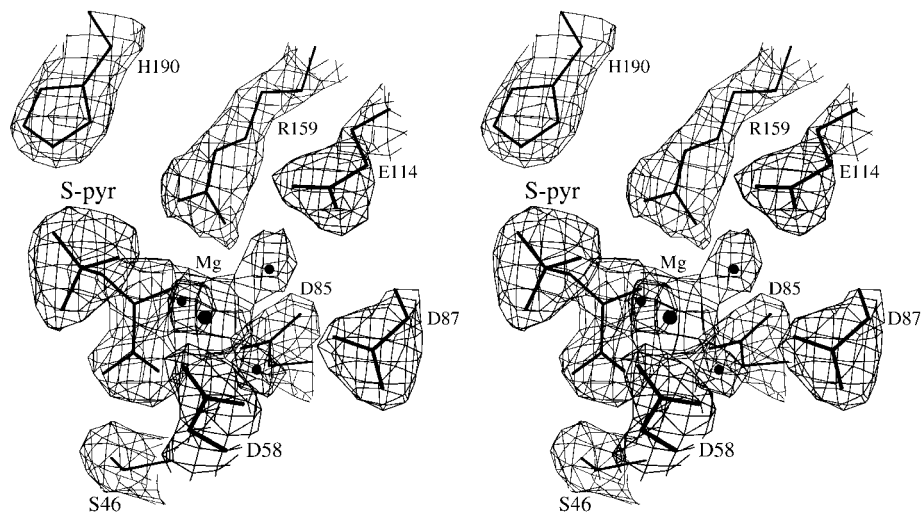 H190
R159
E114
S-pyr
Mg
D85
D87
D58
S46
H190
R159
E114
S-pyr
Mg
D85
D87
D58
S46